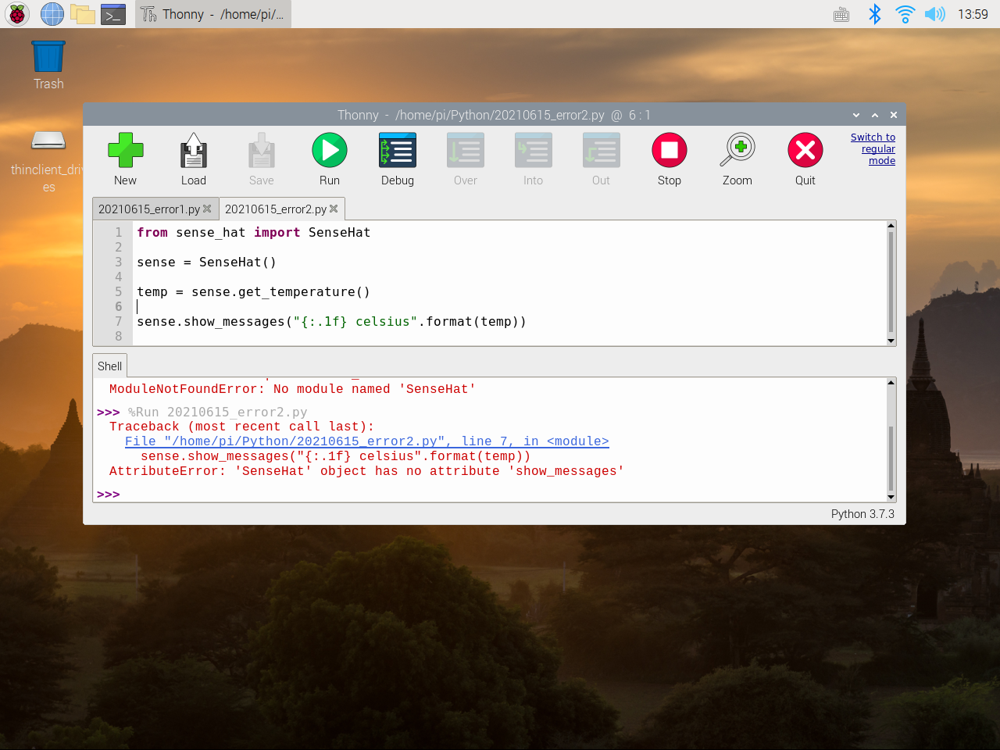 Thonny - /home/pi/...
13:59
Trash
thinclient_driv
es
Thonny - /home/pi/Python/20210615_error2.py @ 6 : 1
New
Load
Save
Run
Debug
Over
Into
Out
Stop
Zoom
Quit
Switch to
regular
mode
20210615_error1.py
20210615_error2.py
1 from sense_hat import SenseHat
2
3 sense = SenseHat()
4
5 temp = sense.get_temperature()
6
7 sense.show_messages("{:.1f} celsius".format(temp))
8
Shell
ModuleNotFoundError: No module named 'SenseHat'
>>> %Run 20210615_error2.py
Traceback (most recent call last):
File "/home/pi/Python/20210615_error2.py", line 7, in <module>
sense.show_messages("{:.1f} celsius".format(temp))
AttributeError: 'SenseHat' object has no attribute 'show_messages'
>>>
Python 3.7.3